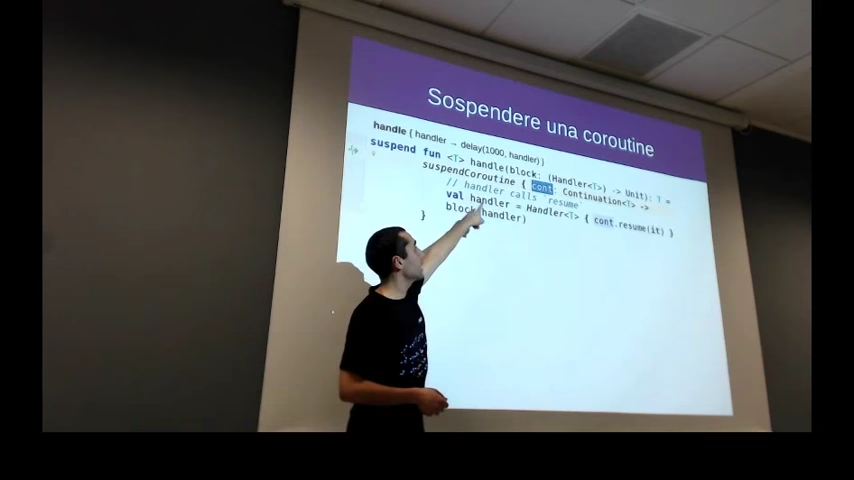 Sospendere una coroutine
handle { handler → delay(1000, handler) }
suspend fun <T> handle(block: (Handler<T>) -> Unit): T =
suspendCoroutine { cont: Continuation<T> ->
// handler calls `resume`
val handler = Handler<T> { cont.resume(it) }
block(handler)
}